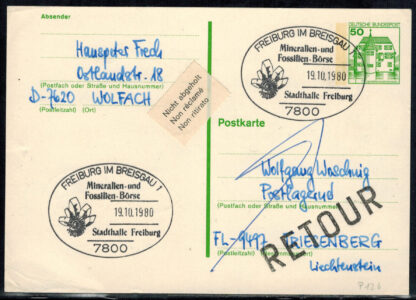 Absender
Hanspeter Frech
Ostlandstr. 18
(Postfach oder Straße und Hausnummer)
D-7620 WOLFACH
(Postleitzahl) (Ort)
Nicht abgeholt
Non réclamé
Non ritirato
FREIBURG IM BREISGAU 1
Mineralien-und
Fossilien-Börse
19.10.1980
Stadthalle Freiburg
7800
DEUTSCHE BUNDESPOST
50
FREIBURG IM BREISGAU 1
Mineralien-und
Fossilien-Börse
19.10.1980
Stadthalle Freiburg
7800
Postkarte
Wolfgang
Postlagernd
(Postfach oder Straße und Hausnummer)
RETOUR
FL-9497 TRIESENBERG
(Postleitzahl)
Liechtenstein
P 126